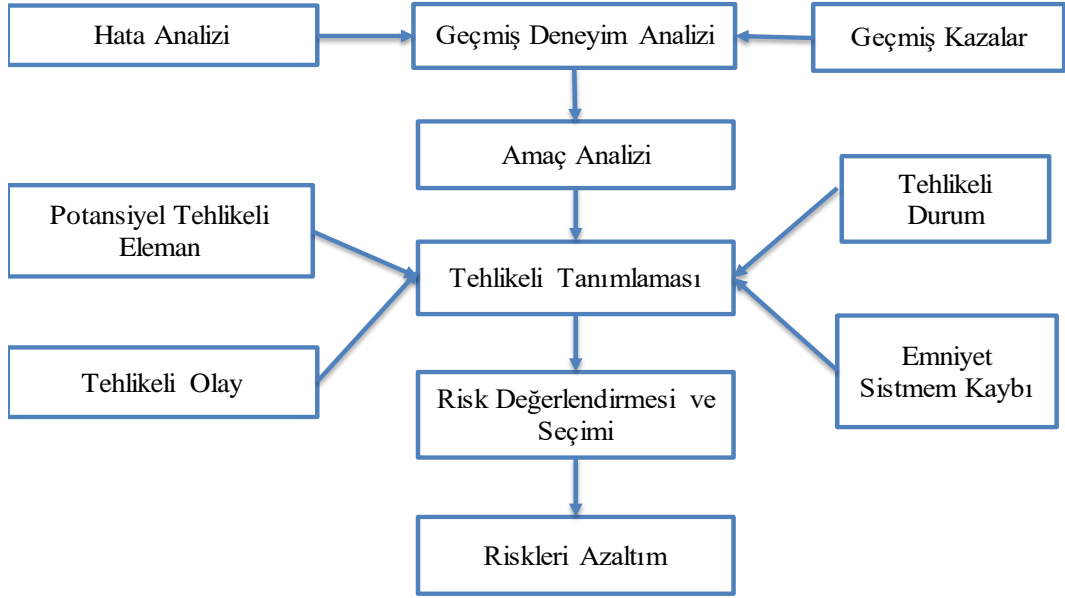 Hata Analizi
Geçmiş Deneyim Analizi
Geçmiş Kazalar
Amaç Analizi
Potansiyel Tehlikeli
Eleman
Tehlikeli
Durum
Tehlikeli Tanımlaması
Tehlikeli Olay
Risk Değerlendirmesi ve
Seçimi
Emniyet
Sistmem Kaybı
Riskleri Azaltım